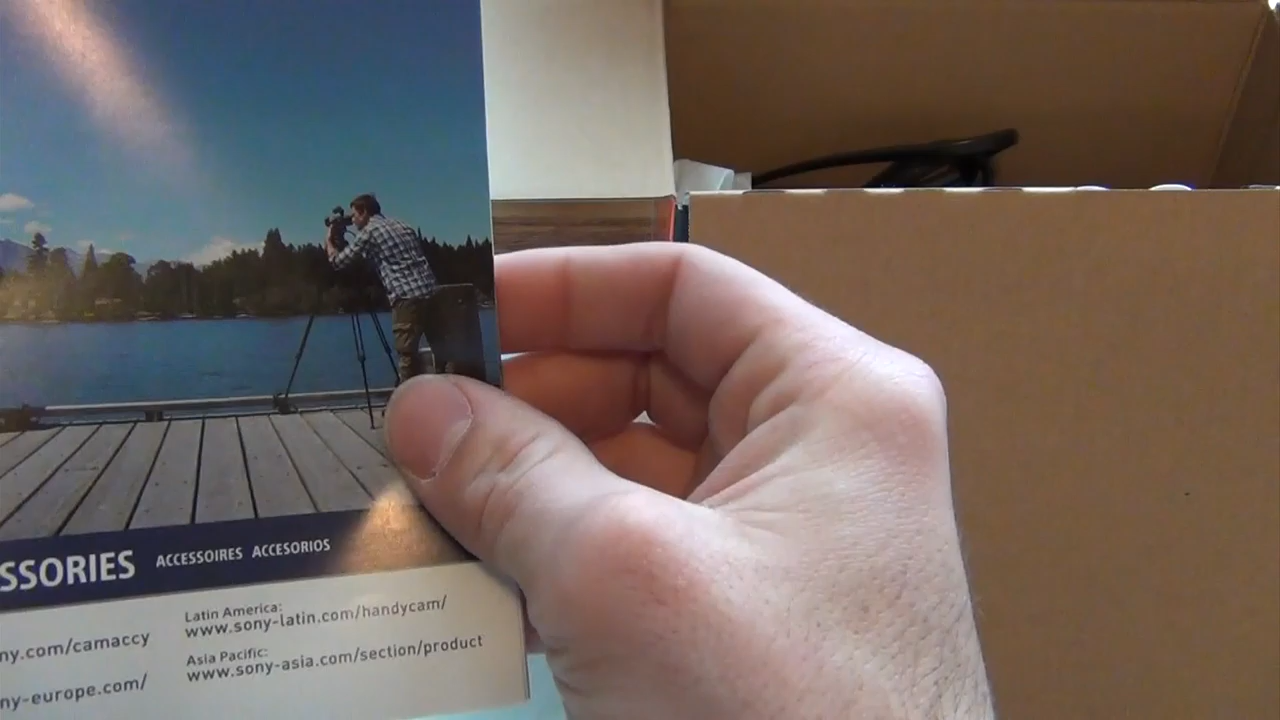 SSORIES ACCESSOIRES ACCESORIOS
Latin America:
ny.com/camaccy www.sony-latin.com/handycam/
Asia Pacific:
ny-europe.com/ www.sony-asia.com/section/product